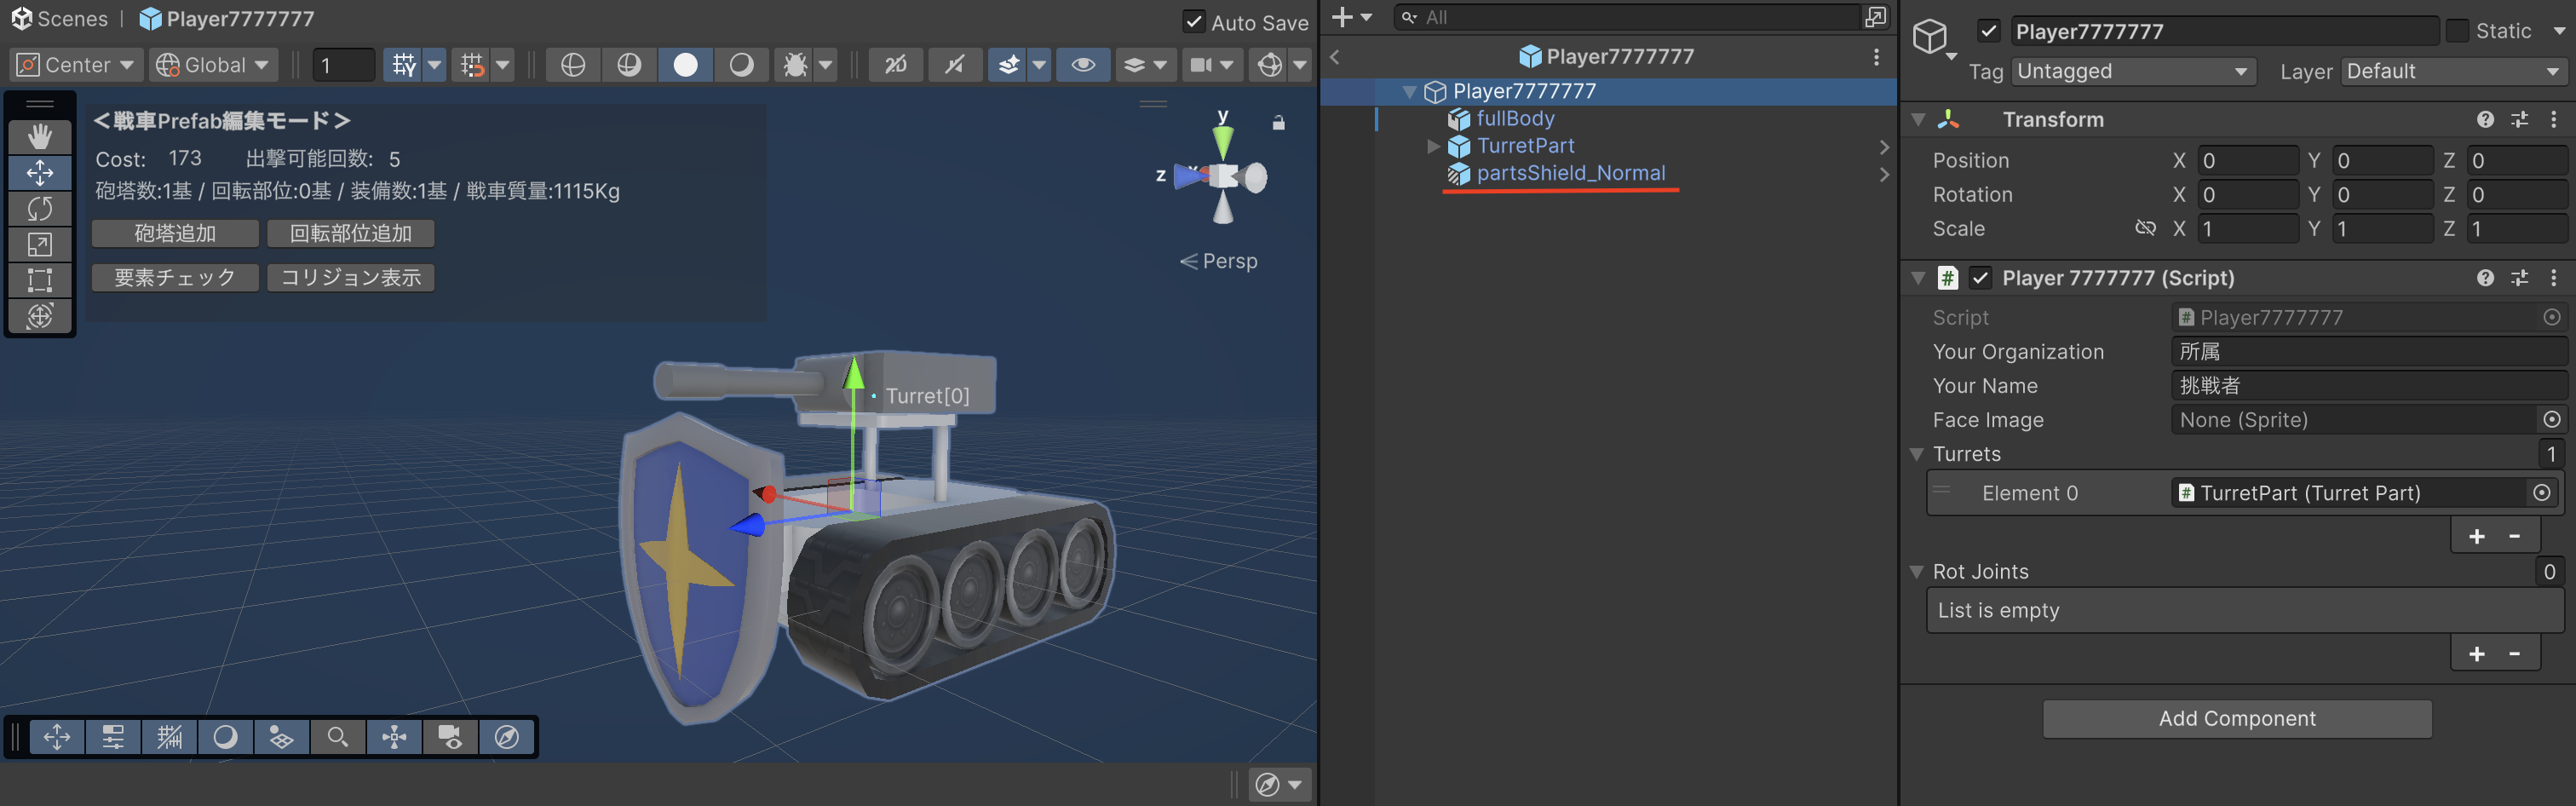 Scenes | Player7777777
Auto Save
Center
Global
1
2D
<戦車Prefab編集モード>
Cost: 173 出撃可能回数: 5
砲塔数:1基 / 回転部位:0基 / 装備数:1基 / 戦車質量:1115Kg
砲塔追加
回転部位追加
要素チェック
コリジョン表示
y
x
z
Persp
Turret[0]
All
Player7777777
Player7777777
fullBody
TurretPart
partsShield_Normal
Player7777777
Static
Tag Untagged
Layer Default
Transform
Position X 0 Y 0 Z 0
Rotation X 0 Y 0 Z 0
Scale X 1 Y 1 Z 1
# Player 7777777 (Script)
Script # Player7777777
Your Organization 所属
Your Name 挑戦者
Face Image None (Sprite)
Turrets 1
Element 0 # TurretPart (Turret Part)
+ -
Rot Joints 0
List is empty
+ -
Add Component